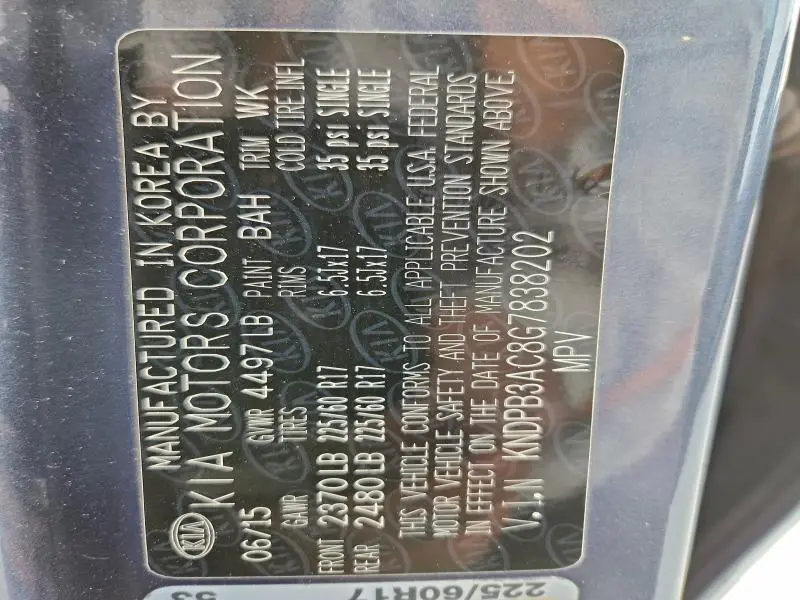 MANUFACTURED IN KOREA BY
KIA KIA MOTORS CORPORATION
06/15 GVWR 4497LB PAINT BAH TRIM WK
GAWR TIRES RIMS COLD TIRE INFL
FRONT 2370LB 225/60 R17 6.5Jx17 35 psi SINGLE
REAR 2480LB 225/60 R17 6.5Jx17 35 psi SINGLE
THIS VEHICLE CONFORMS TO ALL APPLICABLE U.S.A. FEDERAL
MOTOR VEHICLE SAFETY AND THEFT PREVENTION STANDARDS
IN EFFECT ON THE DATE OF MANUFACTURE SHOWN ABOVE.
V.I.N KNDPB3AC8G7838202
MPV
225/60R17